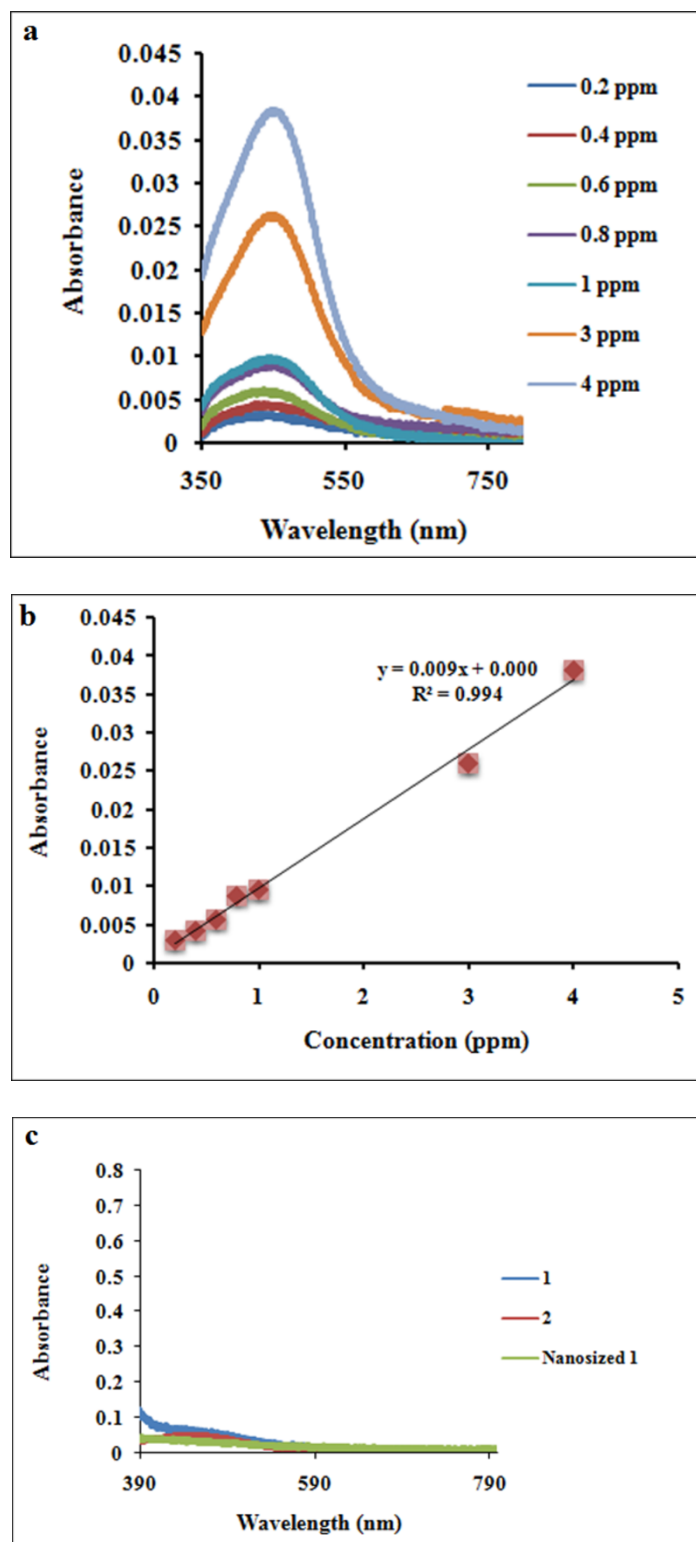 a
0.045
0.04
0.035
0.03
0.025
0.02
0.015
0.01
0.005
0
350 550 750
Absorbance
Wavelength (nm)
0.2 ppm
0.4 ppm
0.6 ppm
0.8 ppm
1 ppm
3 ppm
4 ppm
b
0.045
0.04
0.035
0.03
0.025
0.02
0.015
0.01
0.005
0
0 1 2 3 4 5
Absorbance
Concentration (ppm)
y = 0.009x + 0.000
R² = 0.994
c
0.8
0.7
0.6
0.5
0.4
0.3
0.2
0.1
0
390 590 790
Absorbance
Wavelength (nm)
1
2
Nanosized 1